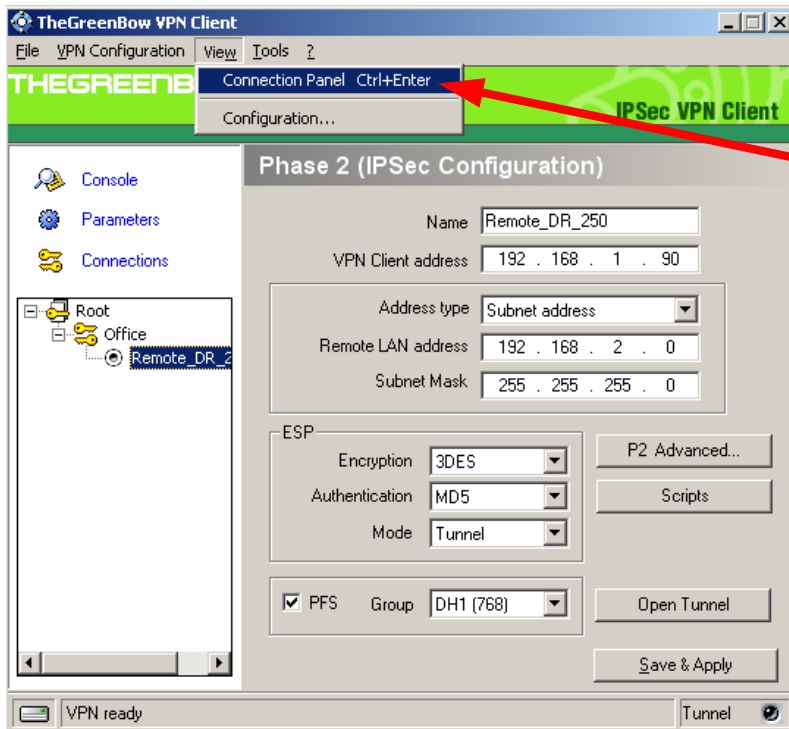 TheGreenBow VPN Client
File VPN Configuration View Tools ?
Connection Panel Ctrl+Enter
Configuration...
IPSec VPN Client
Console
Parameters
Connections
Root
Office
Remote_DR_2
Phase 2 (IPSec Configuration)
Name Remote_DR_250
VPN Client address 192 . 168 . 1 . 90
Address type Subnet address
Remote LAN address 192 . 168 . 2 . 0
Subnet Mask 255 . 255 . 255 . 0
ESP
Encryption 3DES
Authentication MD5
Mode Tunnel
P2 Advanced...
Scripts
PFS Group DH1 (768)
Open Tunnel
Save & Apply
VPN ready
Tunnel